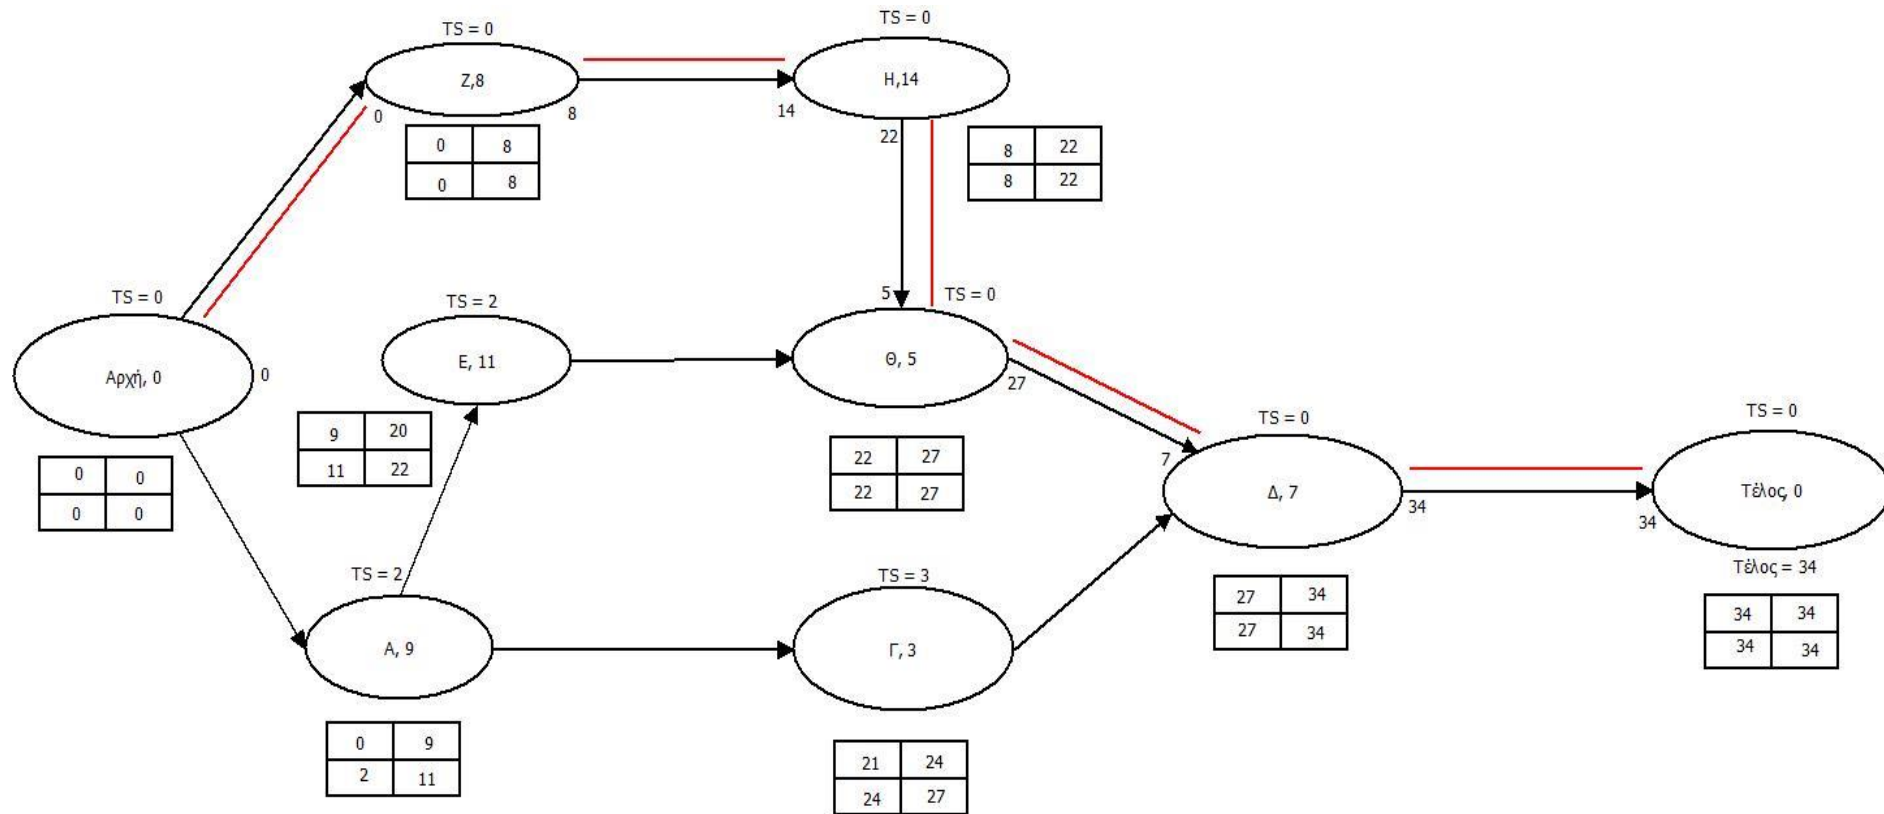 TS = 0
Z,8
0
8
0 8
0 8
TS = 0
H,14
14
22
8 22
8 22
TS = 0
Αρχή, 0
0
0 0
0 0
TS = 2
Ε, 11
9 20
11 22
5
TS = 0
Θ, 5
27
22 27
22 27
TS = 0
7
Δ, 7
34
27 34
27 34
TS = 0
Τέλος, 0
34
Τέλος = 34
34 34
34 34
TS = 2
Α, 9
0 9
2 11
TS = 3
Γ, 3
21 24
24 27